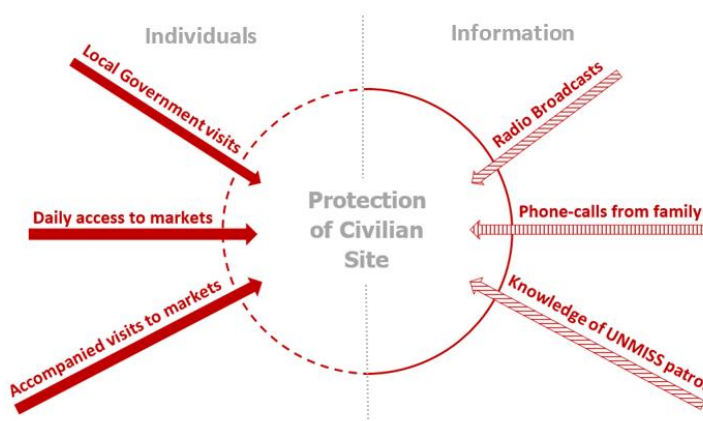 Individuals
Information
Local Government visits
Radio Broadcasts
Daily access to markets
Protection
of Civilian
Site
Phone-calls from family
Accompanied visits to markets
Knowledge of UNMISS